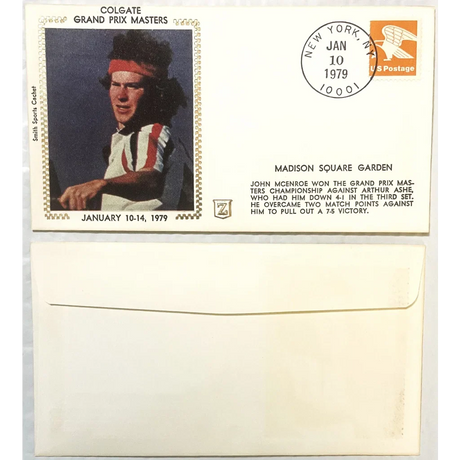 COLGATE
GRAND PRIX MASTERS
Smith Sports Cachet
JANUARY 10-14, 1979
Z
NEW YORK, NY
JAN
10
1979
10001
US Postage
MADISON SQUARE GARDEN
JOHN MCENROE WON THE GRAND PRIX MAS-
TERS CHAMPIONSHIP AGAINST ARTHUR ASHE,
WHO HAD HIM DOWN 4-1 IN THE THIRD SET.
HE OVERCAME TWO MATCH POINTS AGAINST
HIM TO PULL OUT A 7-5 VICTORY.